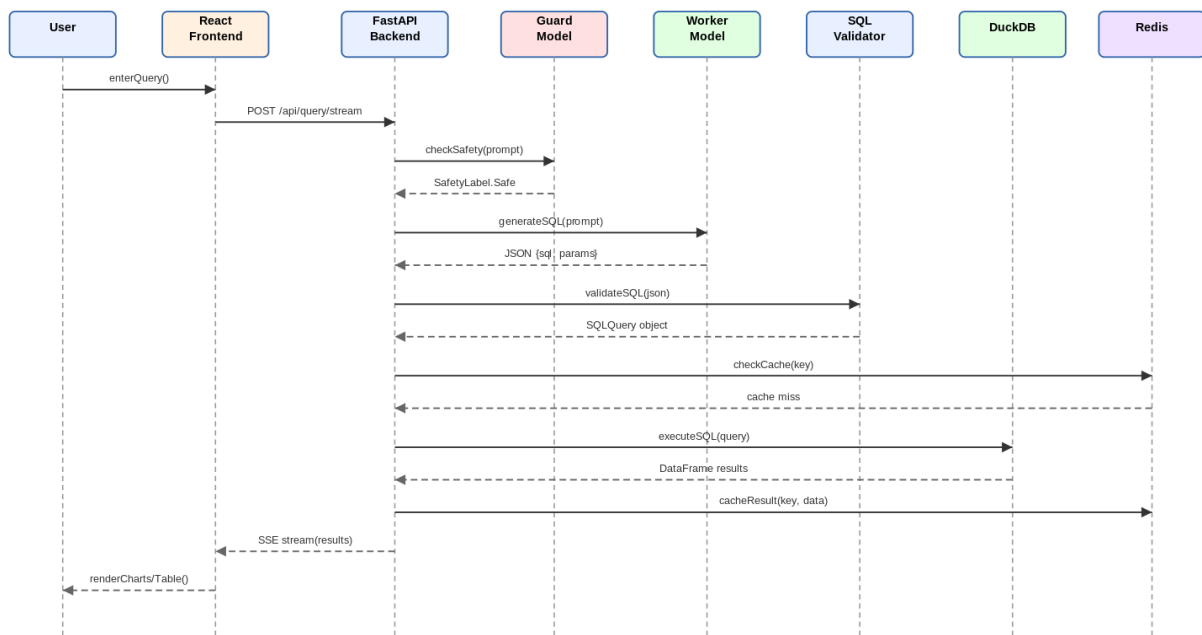 User
React
Frontend
FastAPI
Backend
Guard
Model
Worker
Model
SQL
Validator
DuckDB
Redis
enterQuery()
POST /api/query/stream
checkSafety(prompt)
SafetyLabel.Safe
generateSQL(prompt)
JSON {sql, params}
validateSQL(json)
SQLQuery object
checkCache(key)
cache miss
executeSQL(query)
DataFrame results
cacheResult(key, data)
SSE stream(results)
renderCharts/Table()